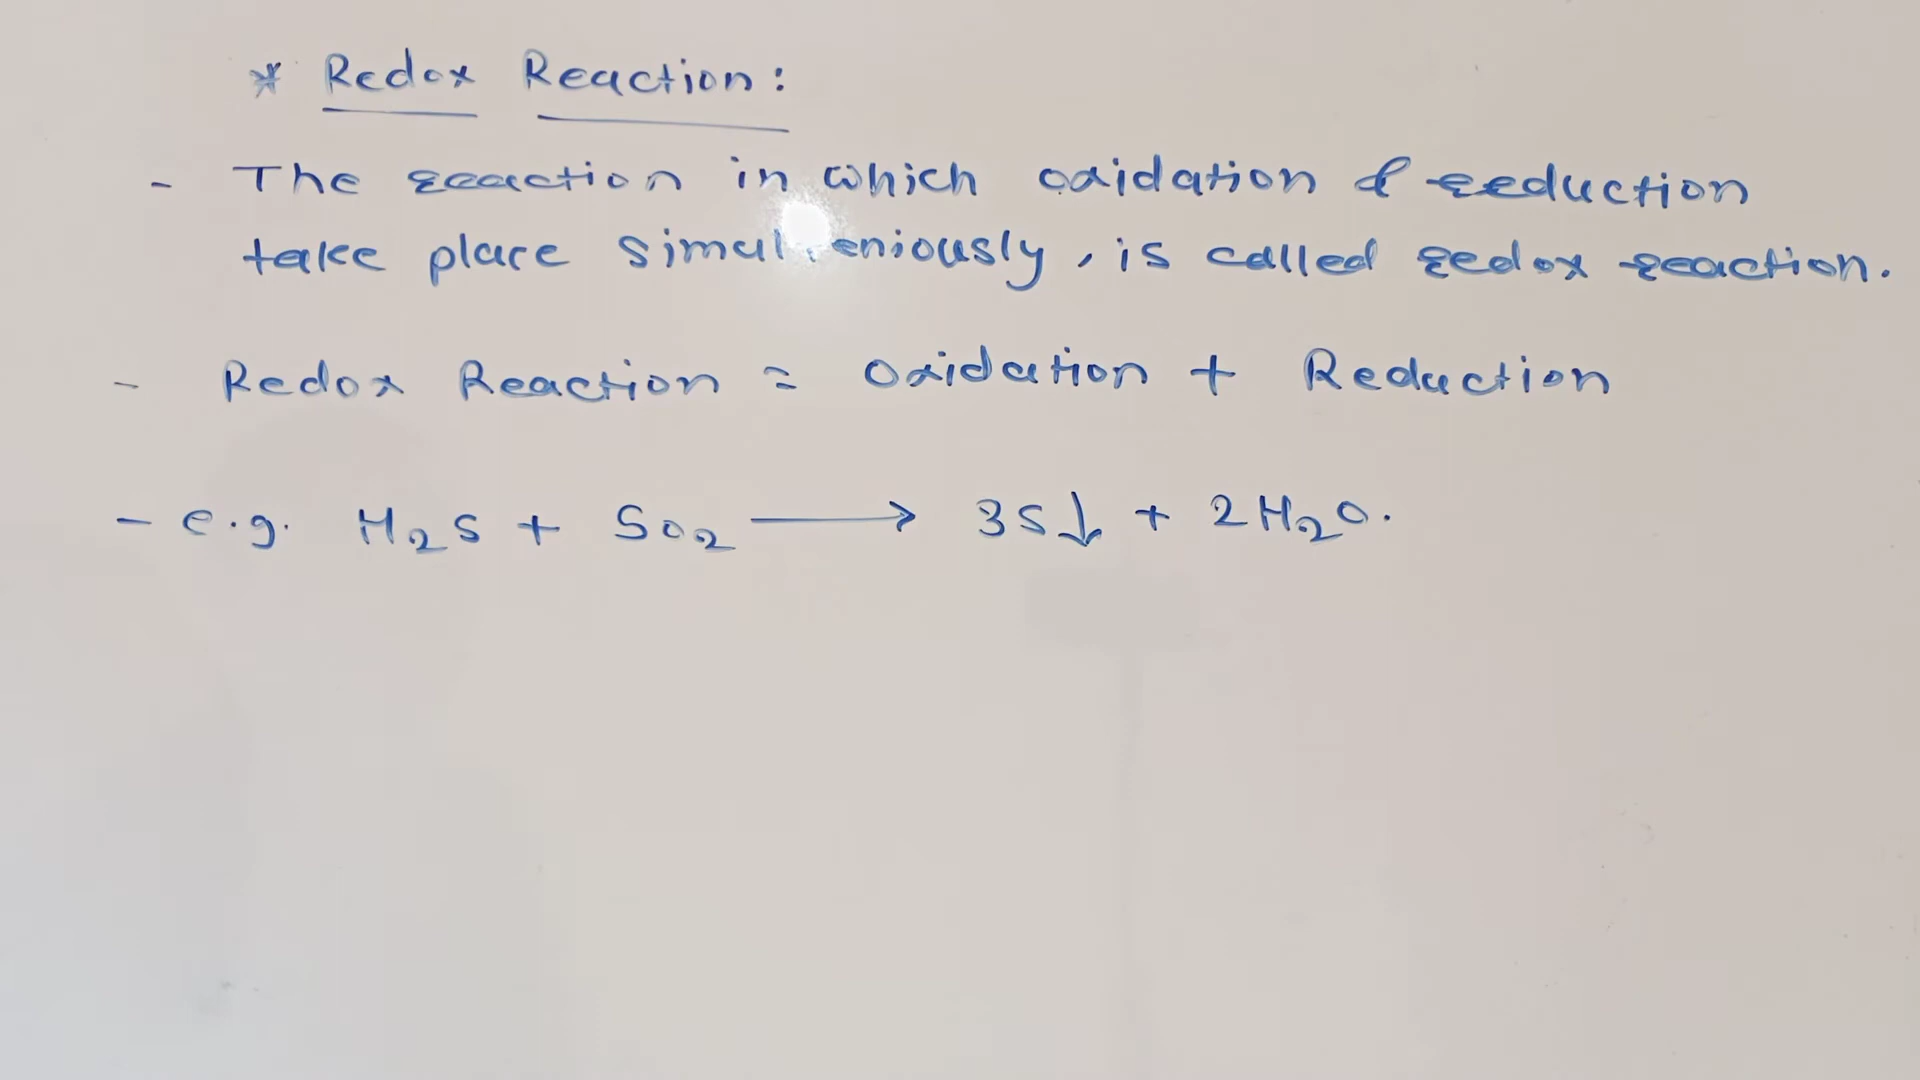 * Redox Reaction:
- The reaction in which oxidation & reduction
take place , is called redox reaction.
- Redox Reaction = Oxidation + Reduction
- e.g. H₂S + SO₂ ⟶ 3S↓ + 2H₂O.